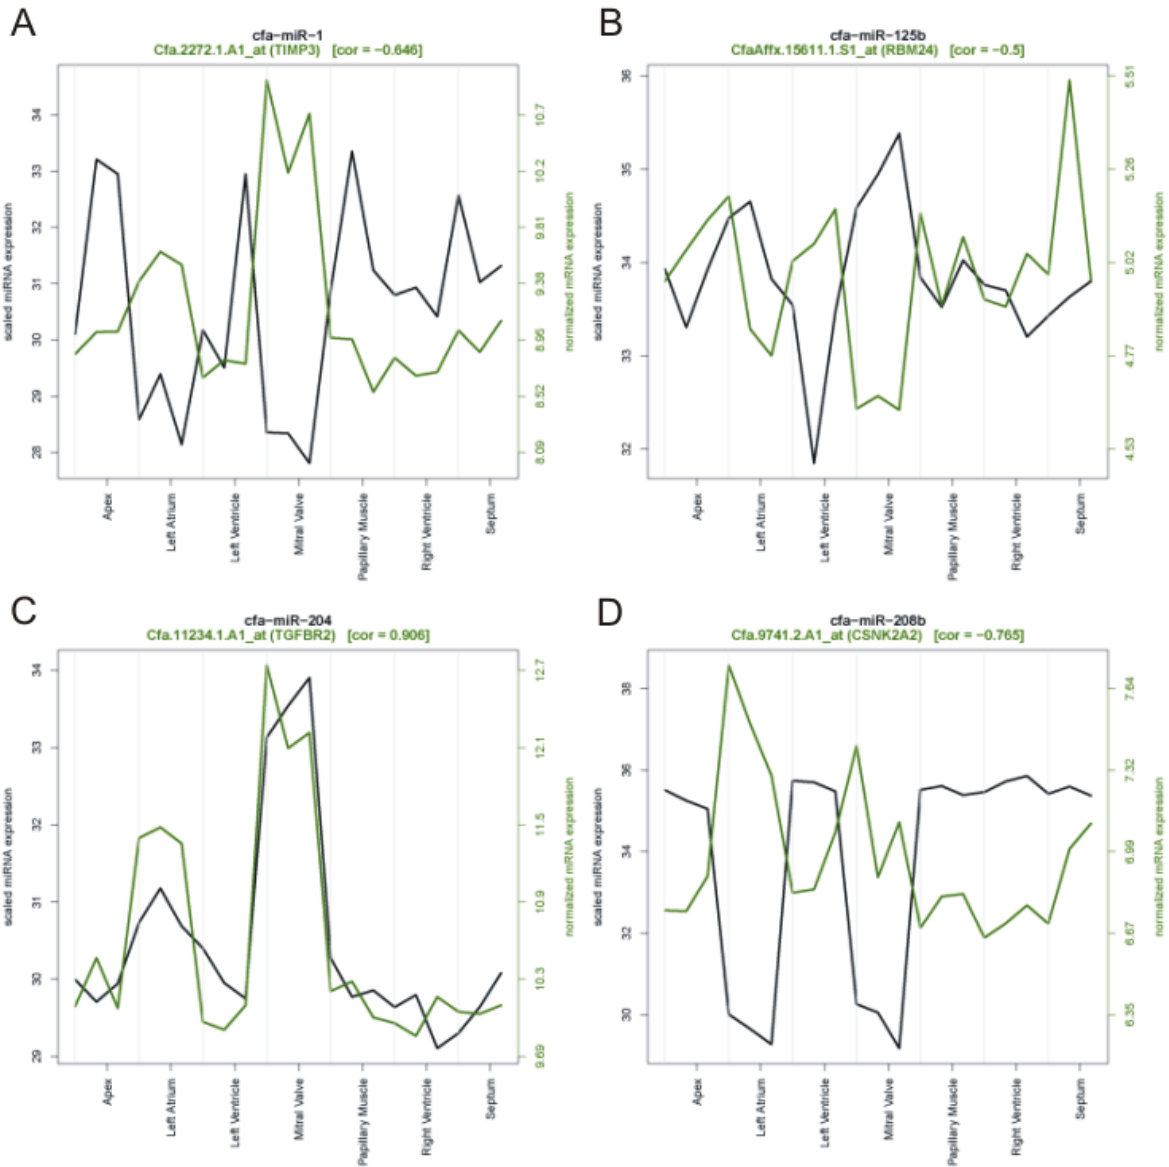 A
cfa-miR-1
Cfa.2272.1.A1_at (TIMP3) [cor = -0.646]
scaled miRNA expression
34
33
32
31
30
29
28
10.7
10.2
9.81
9.38
8.95
8.52
8.09
normalized mRNA expression
Apex
Left Atrium
Left Ventricle
Mitral Valve
Papillary Muscle
Right Ventricle
Septum
B
cfa-miR-125b
CfaAffx.15611.1.S1_at (RBM24) [cor = -0.5]
scaled miRNA expression
36
35
34
33
32
5.51
5.26
5.02
4.77
4.53
normalized mRNA expression
Apex
Left Atrium
Left Ventricle
Mitral Valve
Papillary Muscle
Right Ventricle
Septum
C
cfa-miR-204
Cfa.11234.1.A1_at (TGFBR2) [cor = 0.906]
scaled miRNA expression
34
33
32
31
30
29
12.7
12.1
11.5
10.9
10.3
9.69
normalized mRNA expression
Apex
Left Atrium
Left Ventricle
Mitral Valve
Papillary Muscle
Right Ventricle
Septum
D
cfa-miR-208b
Cfa.9741.2.A1_at (CSNK2A2) [cor = -0.765]
scaled miRNA expression
38
36
34
32
30
7.64
7.32
6.99
6.67
6.35
normalized mRNA expression
Apex
Left Atrium
Left Ventricle
Mitral Valve
Papillary Muscle
Right Ventricle
Septum